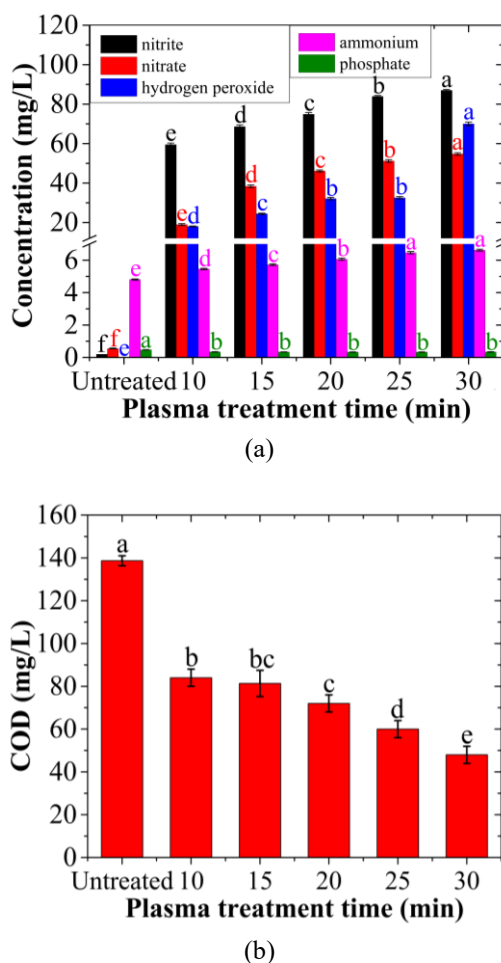 (a)
120
100
80
60
40
20
6
4
2
0
Concentration (mg/L)
nitrite
nitrate
hydrogen peroxide
ammonium
phosphate
f f e e a
e e d d b
d d c c b
c c b b b
b b b a b
a a a a b
Untreated 10 15 20 25 30
Plasma treatment time (min)
(a)
160
140
120
100
80
60
40
20
0
COD (mg/L)
a b bc c d e
Untreated 10 15 20 25 30
Plasma treatment time (min)
(b)